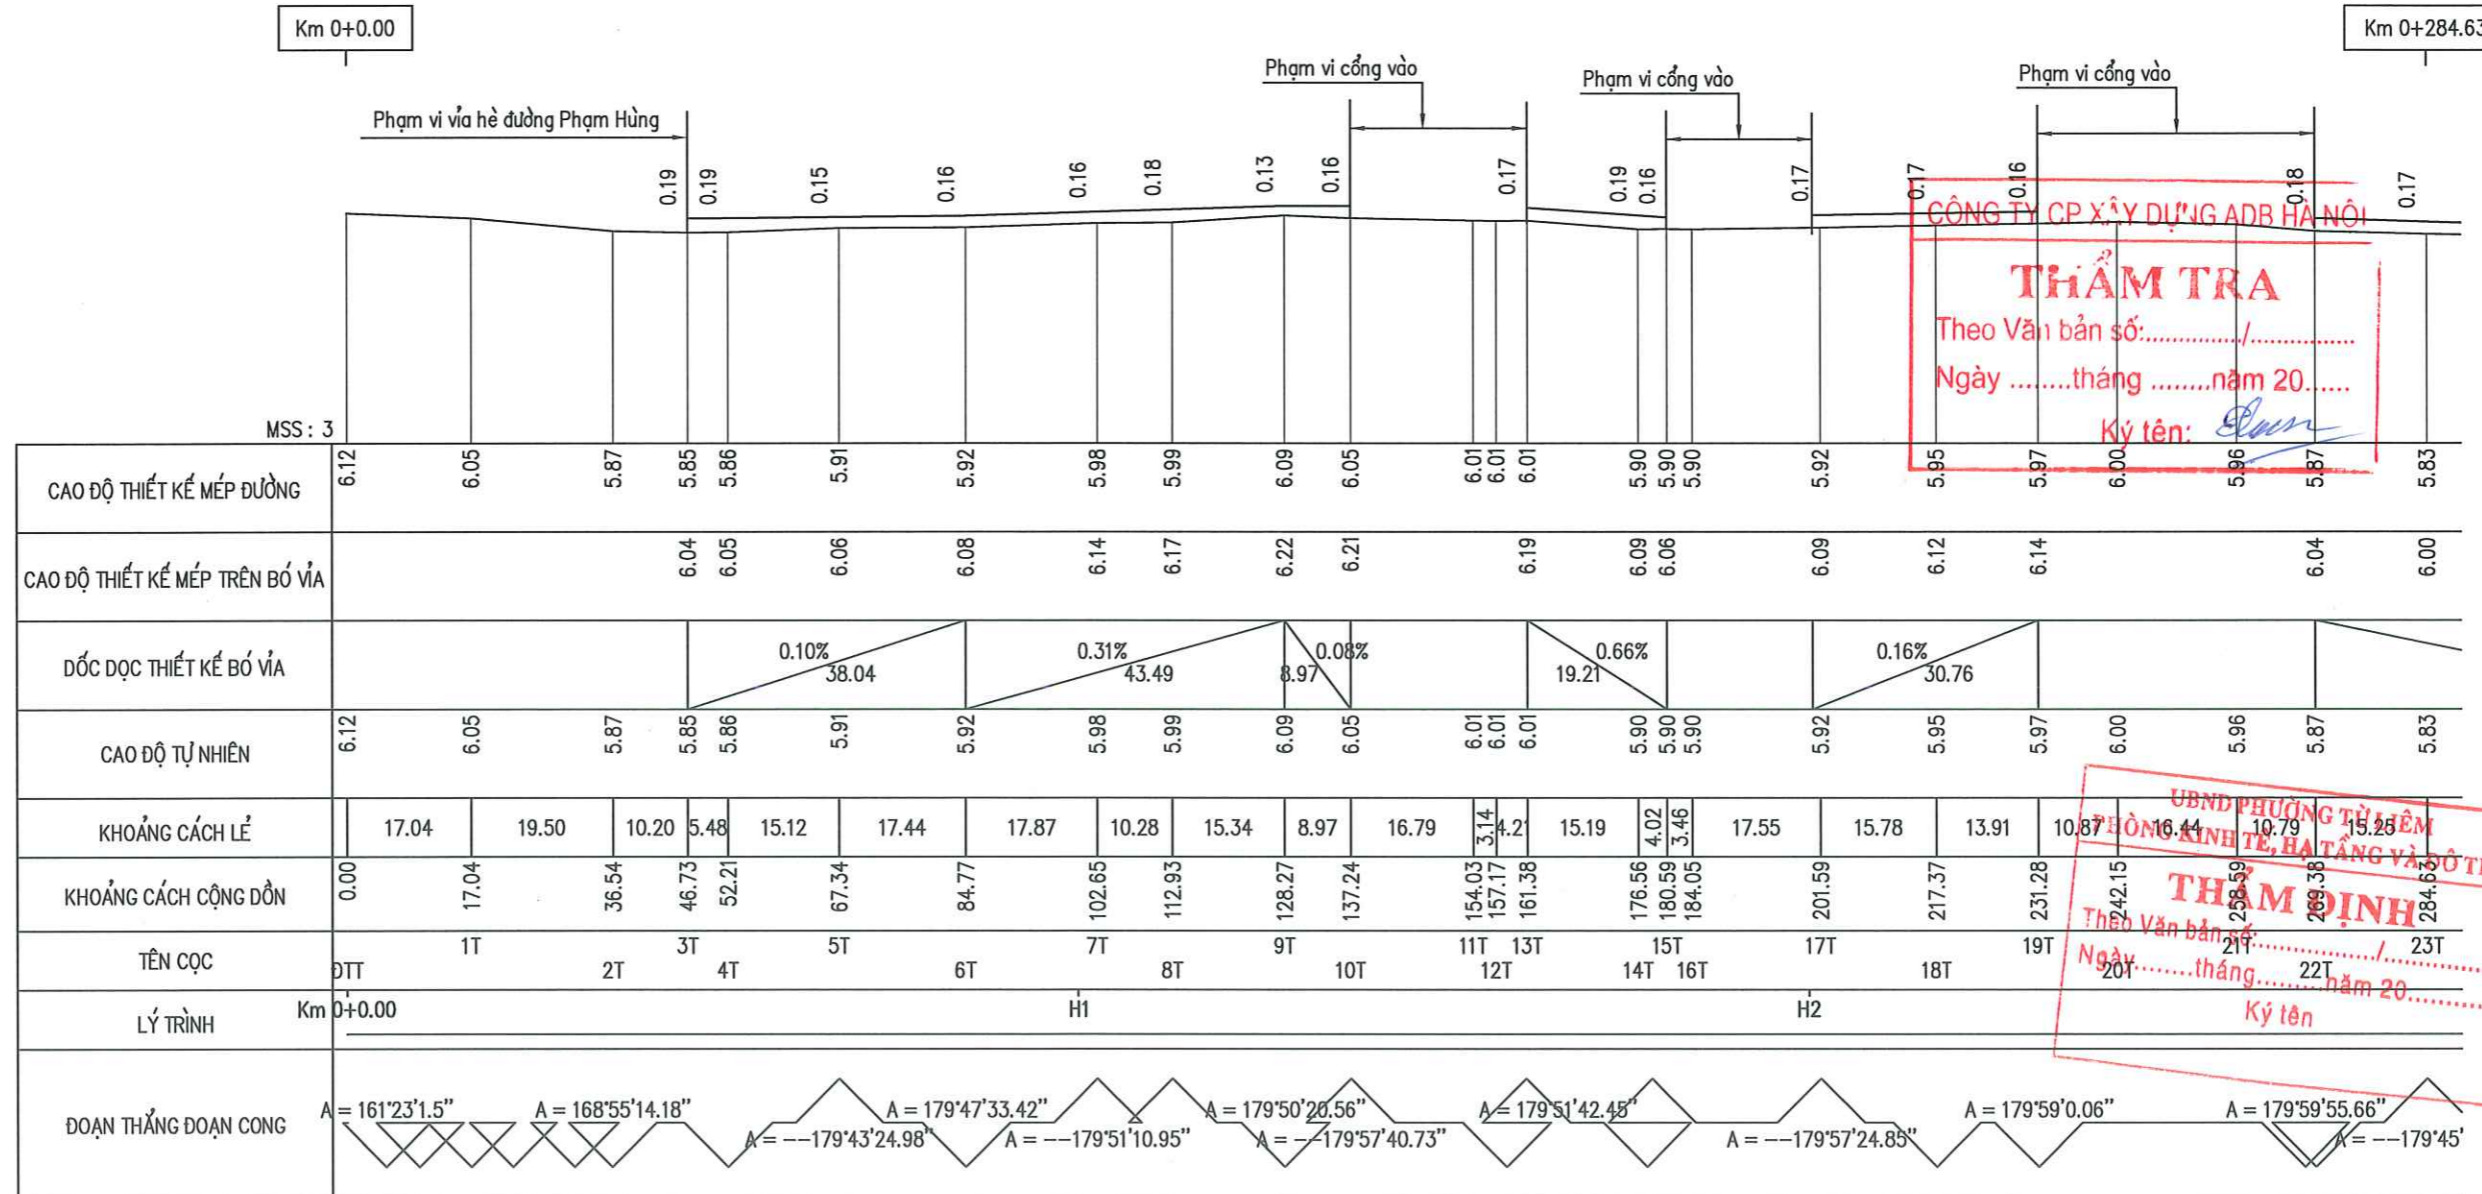 Km 0+0.00
Km 0+284.63
Phạm vi vỉa hè đường Phạm Hùng
Phạm vi cổng vào
Phạm vi cổng vào
Phạm vi cổng vào
0.19 0.19 0.15 0.16 0.16 0.18 0.13 0.16 0.17 0.19 0.16 0.17 0.17 0.16 0.18 0.17
CÔNG TY CP XÂY DỰNG ADB HÀ NỘI
THẨM TRA
Theo Văn bản số:............../...............
Ngày ........tháng ........năm 20......
Ký tên:
MSS : 3
CAO ĐỘ THIẾT KẾ MÉP ĐƯỜNG
6.12 6.05 5.87 5.85 5.86 5.91 5.92 5.98 5.99 6.09 6.05 6.01 6.01 6.01 5.90 5.90 5.90 5.92 5.95 5.97 6.00 5.96 5.87 5.83
CAO ĐỘ THIẾT KẾ MÉP TRÊN BÓ VỈA
6.04 6.05 6.06 6.08 6.14 6.17 6.22 6.21 6.19 6.09 6.06 6.09 6.12 6.14 6.04 6.00
DỐC DỌC THIẾT KẾ BÓ VỈA
0.10% 0.31% 0.08% 0.66% 0.16%
38.04 43.49 8.97 19.21 30.76
CAO ĐỘ TỰ NHIÊN
6.12 6.05 5.87 5.85 5.86 5.91 5.92 5.98 5.99 6.09 6.05 6.01 6.01 6.01 5.90 5.90 5.90 5.92 5.95 5.97 6.00 5.96 5.87 5.83
KHOẢNG CÁCH LẺ
17.04 19.50 10.20 5.48 15.12 17.44 17.87 10.28 15.34 8.97 16.79 3.14 4.21 15.19 4.02 3.46 17.55 15.78 13.91 10.87 16.44 10.79 15.25
KHOẢNG CÁCH CỘNG DỒN
0.00 17.04 36.54 46.73 52.21 67.34 84.77 102.65 112.93 128.27 137.24 154.03 157.17 161.38 176.56 180.59 184.05 201.59 217.37 231.28 242.15 258.59 269.38 284.63
TÊN CỌC
ĐTT 1T 2T 3T 4T 5T 6T 7T 8T 9T 10T 11T 12T 13T 14T 15T 16T 17T 18T 19T 20T 21T 22T 23T
UBND PHƯỜNG TỪ LIÊM
PHÒNG KINH TẾ, HẠ TẦNG VÀ ĐÔ TH
THẨM ĐỊNH
Theo Văn bản số:............../..............
Ngày........tháng........năm 20..........
Ký tên
LÝ TRÌNH
Km 0+0.00 H1 H2
ĐOẠN THẲNG ĐOẠN CONG
A = 161°23'1.5" A = 168°55'14.18" A = 179°47'33.42" A = 179°50'20.56" A = 179°51'42.45" A = 179°59'0.06" A = 179°59'55.66"
A = --179°43'24.98" A = --179°51'10.95" A = --179°57'40.73" A = --179°57'24.85" A = --179°45'